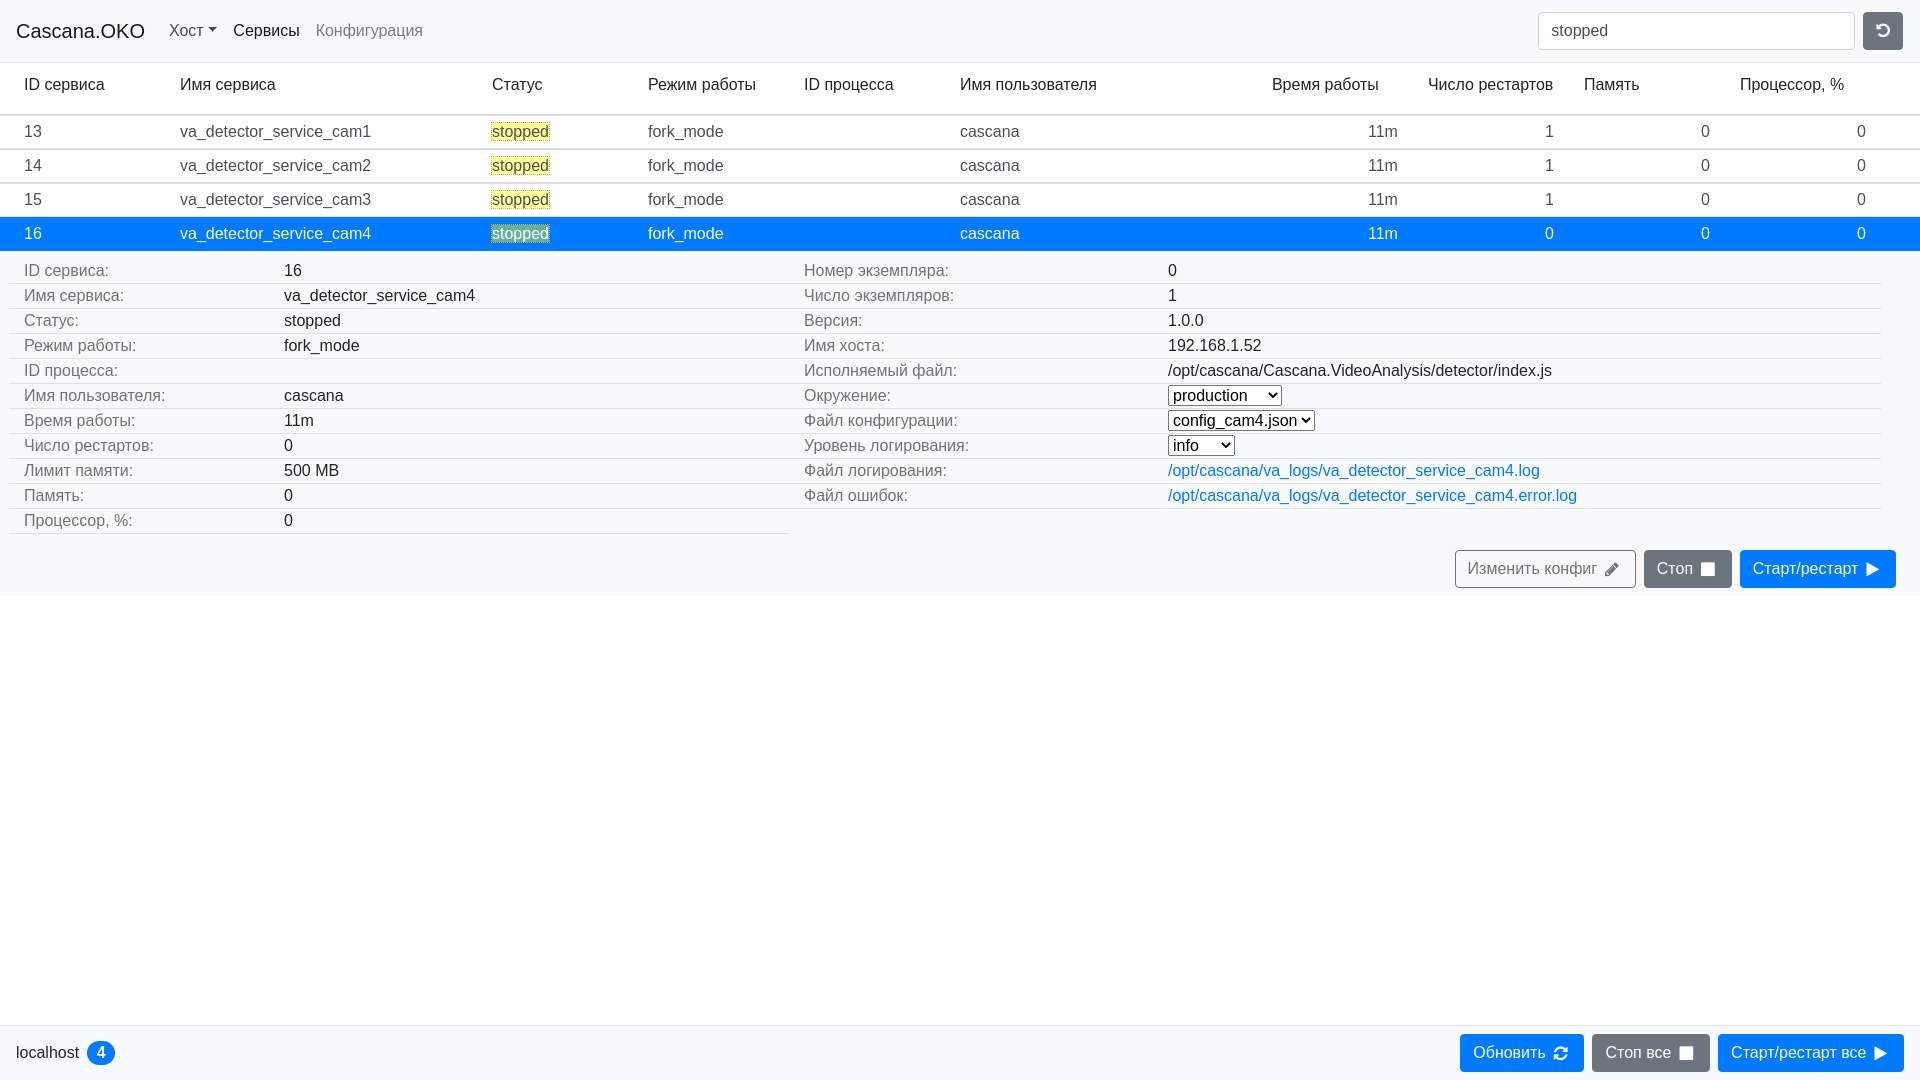 Cascana.OKO Хост Сервисы Конфигурация stopped
ID сервиса Имя сервиса Статус Режим работы ID процесса Имя пользователя Время работы Число рестартов Память Процессор, %
13 va_detector_service_cam1 stopped fork_mode cascana 11m 1 0 0
14 va_detector_service_cam2 stopped fork_mode cascana 11m 1 0 0
15 va_detector_service_cam3 stopped fork_mode cascana 11m 1 0 0
16 va_detector_service_cam4 stopped fork_mode cascana 11m 0 0 0
ID сервиса: 16 Номер экземпляра: 0
Имя сервиса: va_detector_service_cam4 Число экземпляров: 1
Статус: stopped Версия: 1.0.0
Режим работы: fork_mode Имя хоста: 192.168.1.52
ID процесса: Исполняемый файл: /opt/cascana/Cascana.VideoAnalysis/detector/index.js
Имя пользователя: cascana Окружение: production
Время работы: 11m Файл конфигурации: config_cam4.json
Число рестартов: 0 Уровень логирования: info
Лимит памяти: 500 MB Файл логирования: /opt/cascana/va_logs/va_detector_service_cam4.log
Память: 0 Файл ошибок: /opt/cascana/va_logs/va_detector_service_cam4.error.log
Процессор, %: 0
Изменить конфиг Стоп Старт/рестарт
localhost 4 Обновить Стоп все Старт/рестарт все